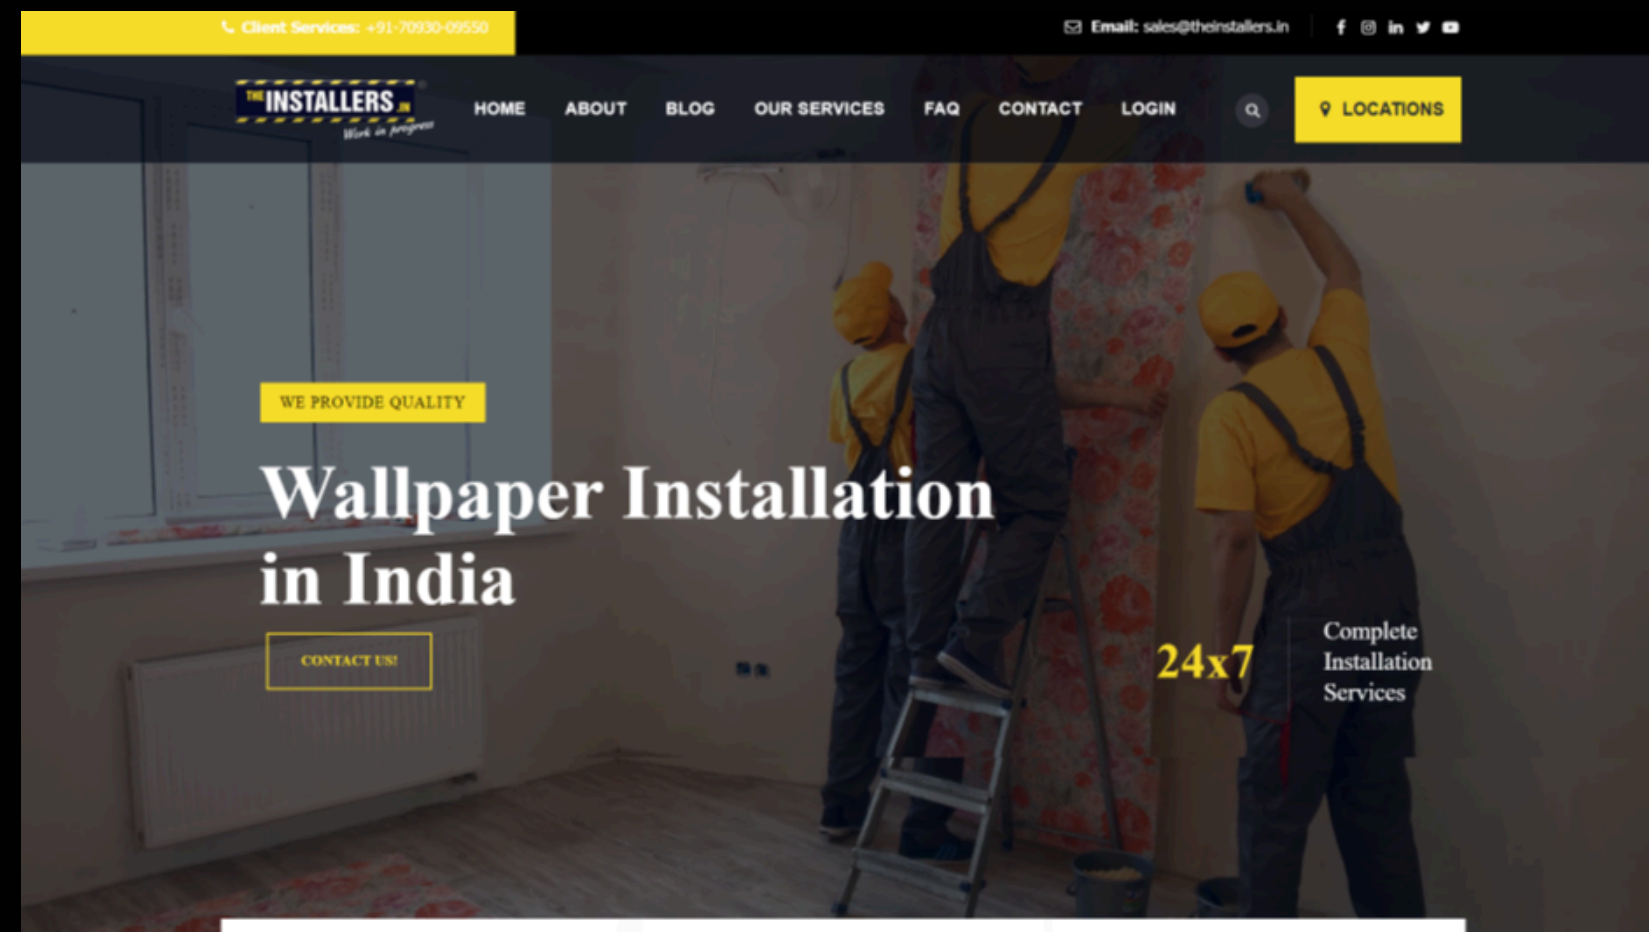 Client Services: +91-70930-09550
Email: sales@theinstallers.in
THE INSTALLERS .IN
Work in progress
HOME ABOUT BLOG OUR SERVICES FAQ CONTACT LOGIN LOCATIONS
WE PROVIDE QUALITY
Wallpaper Installation
in India
CONTACT US!
24x7
Complete
Installation
Services